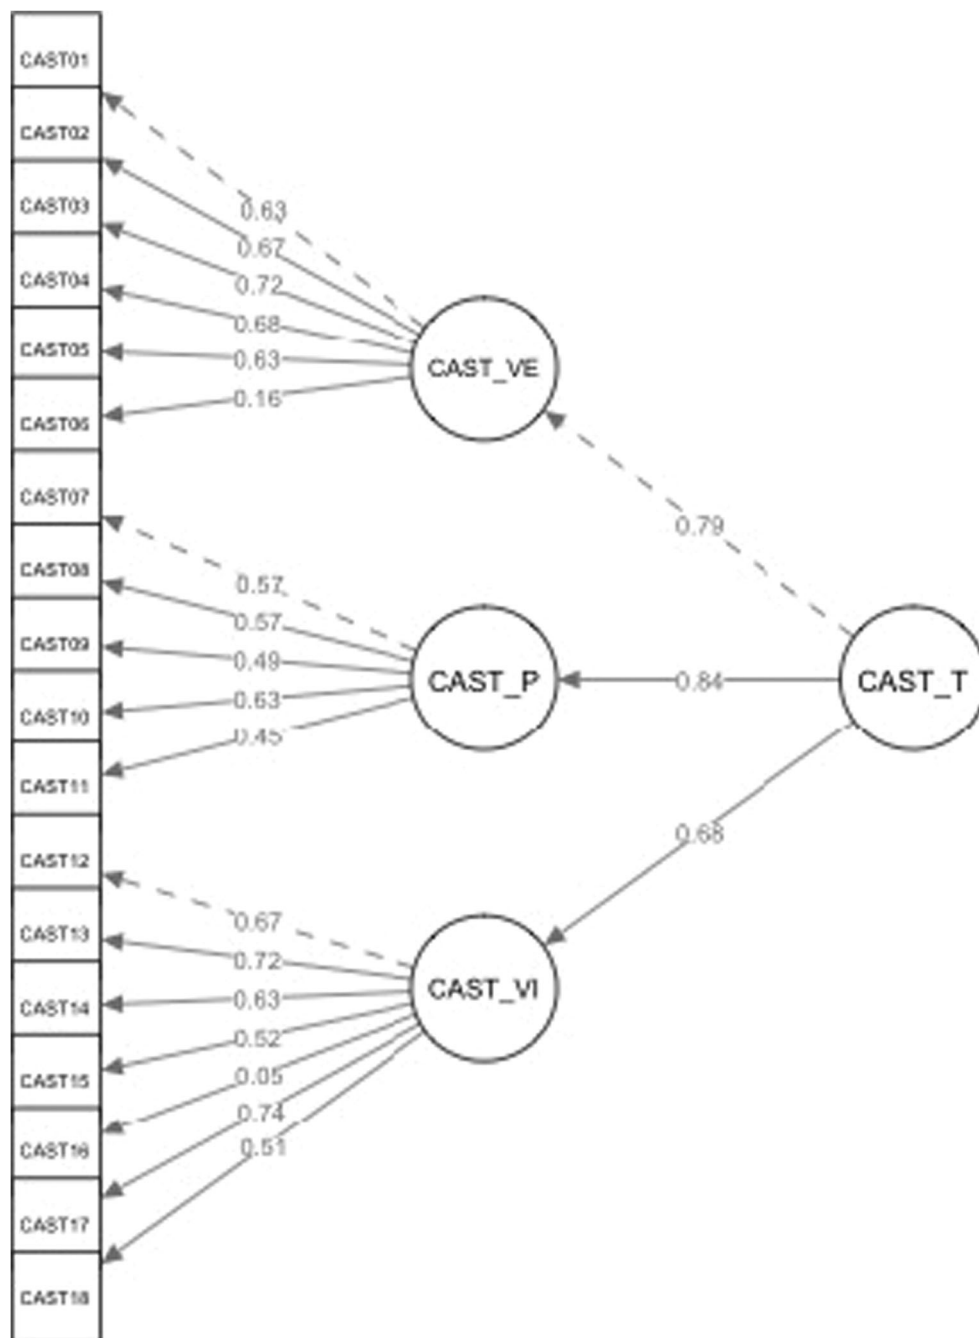 CAST01
CAST02
CAST03
CAST04
CAST05
CAST06
CAST07
CAST08
CAST09
CAST10
CAST11
CAST12
CAST13
CAST14
CAST15
CAST16
CAST17
CAST18
0.63
0.67
0.72
0.68
0.63
0.16
0.57
0.57
0.49
0.63
0.45
0.67
0.72
0.63
0.52
0.05
0.74
0.51
CAST_VE
CAST_P
CAST_VI
0.79
0.84
0.68
CAST_T